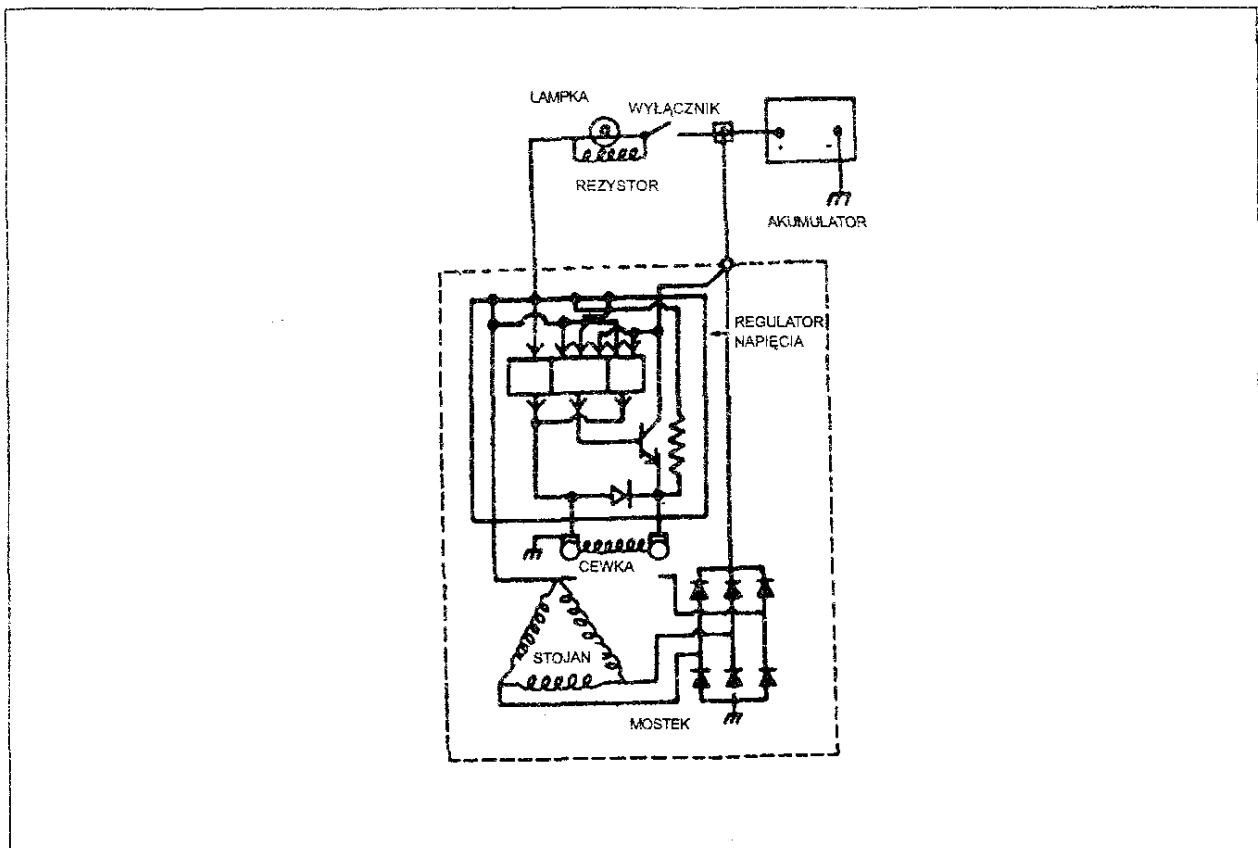 LAMPKA
WYŁĄCZNIK
+
-
REZYSTOR
AKUMULATOR
REGULATOR
NAPIĘCIA
CEWKA
STOJAN
MOSTEK